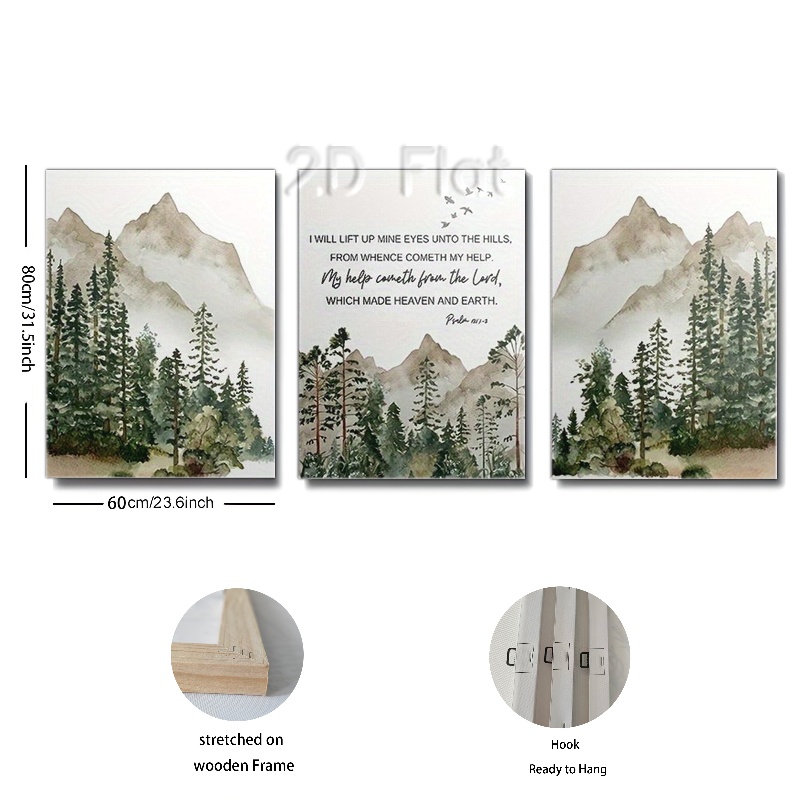 2D Flat
I WILL LIFT UP MINE EYES UNTO THE HILLS,
FROM WHENCE COMETH MY HELP.
My help cometh from the Lord,
WHICH MADE HEAVEN AND EARTH.
Psalm
80cm/31.5inch
60cm/23.6inch
stretched on
wooden Frame
Hook
Ready to Hang